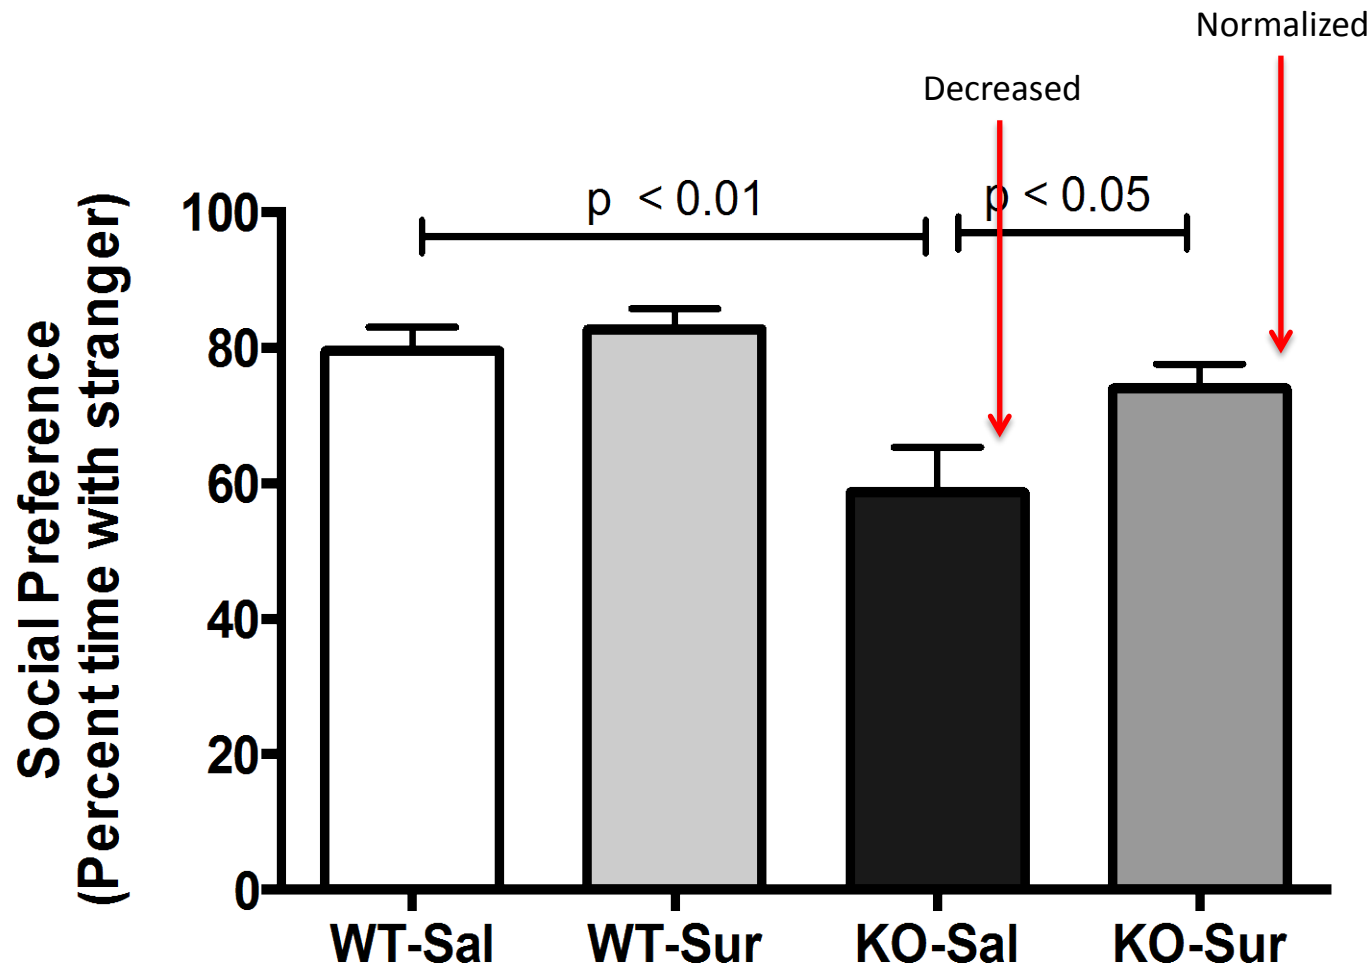 Normalized
Decreased
p < 0.01
p < 0.05
Social Preference
(Percent time with stranger)
100
80
60
40
20
0
WT-Sal
WT-Sur
KO-Sal
KO-Sur